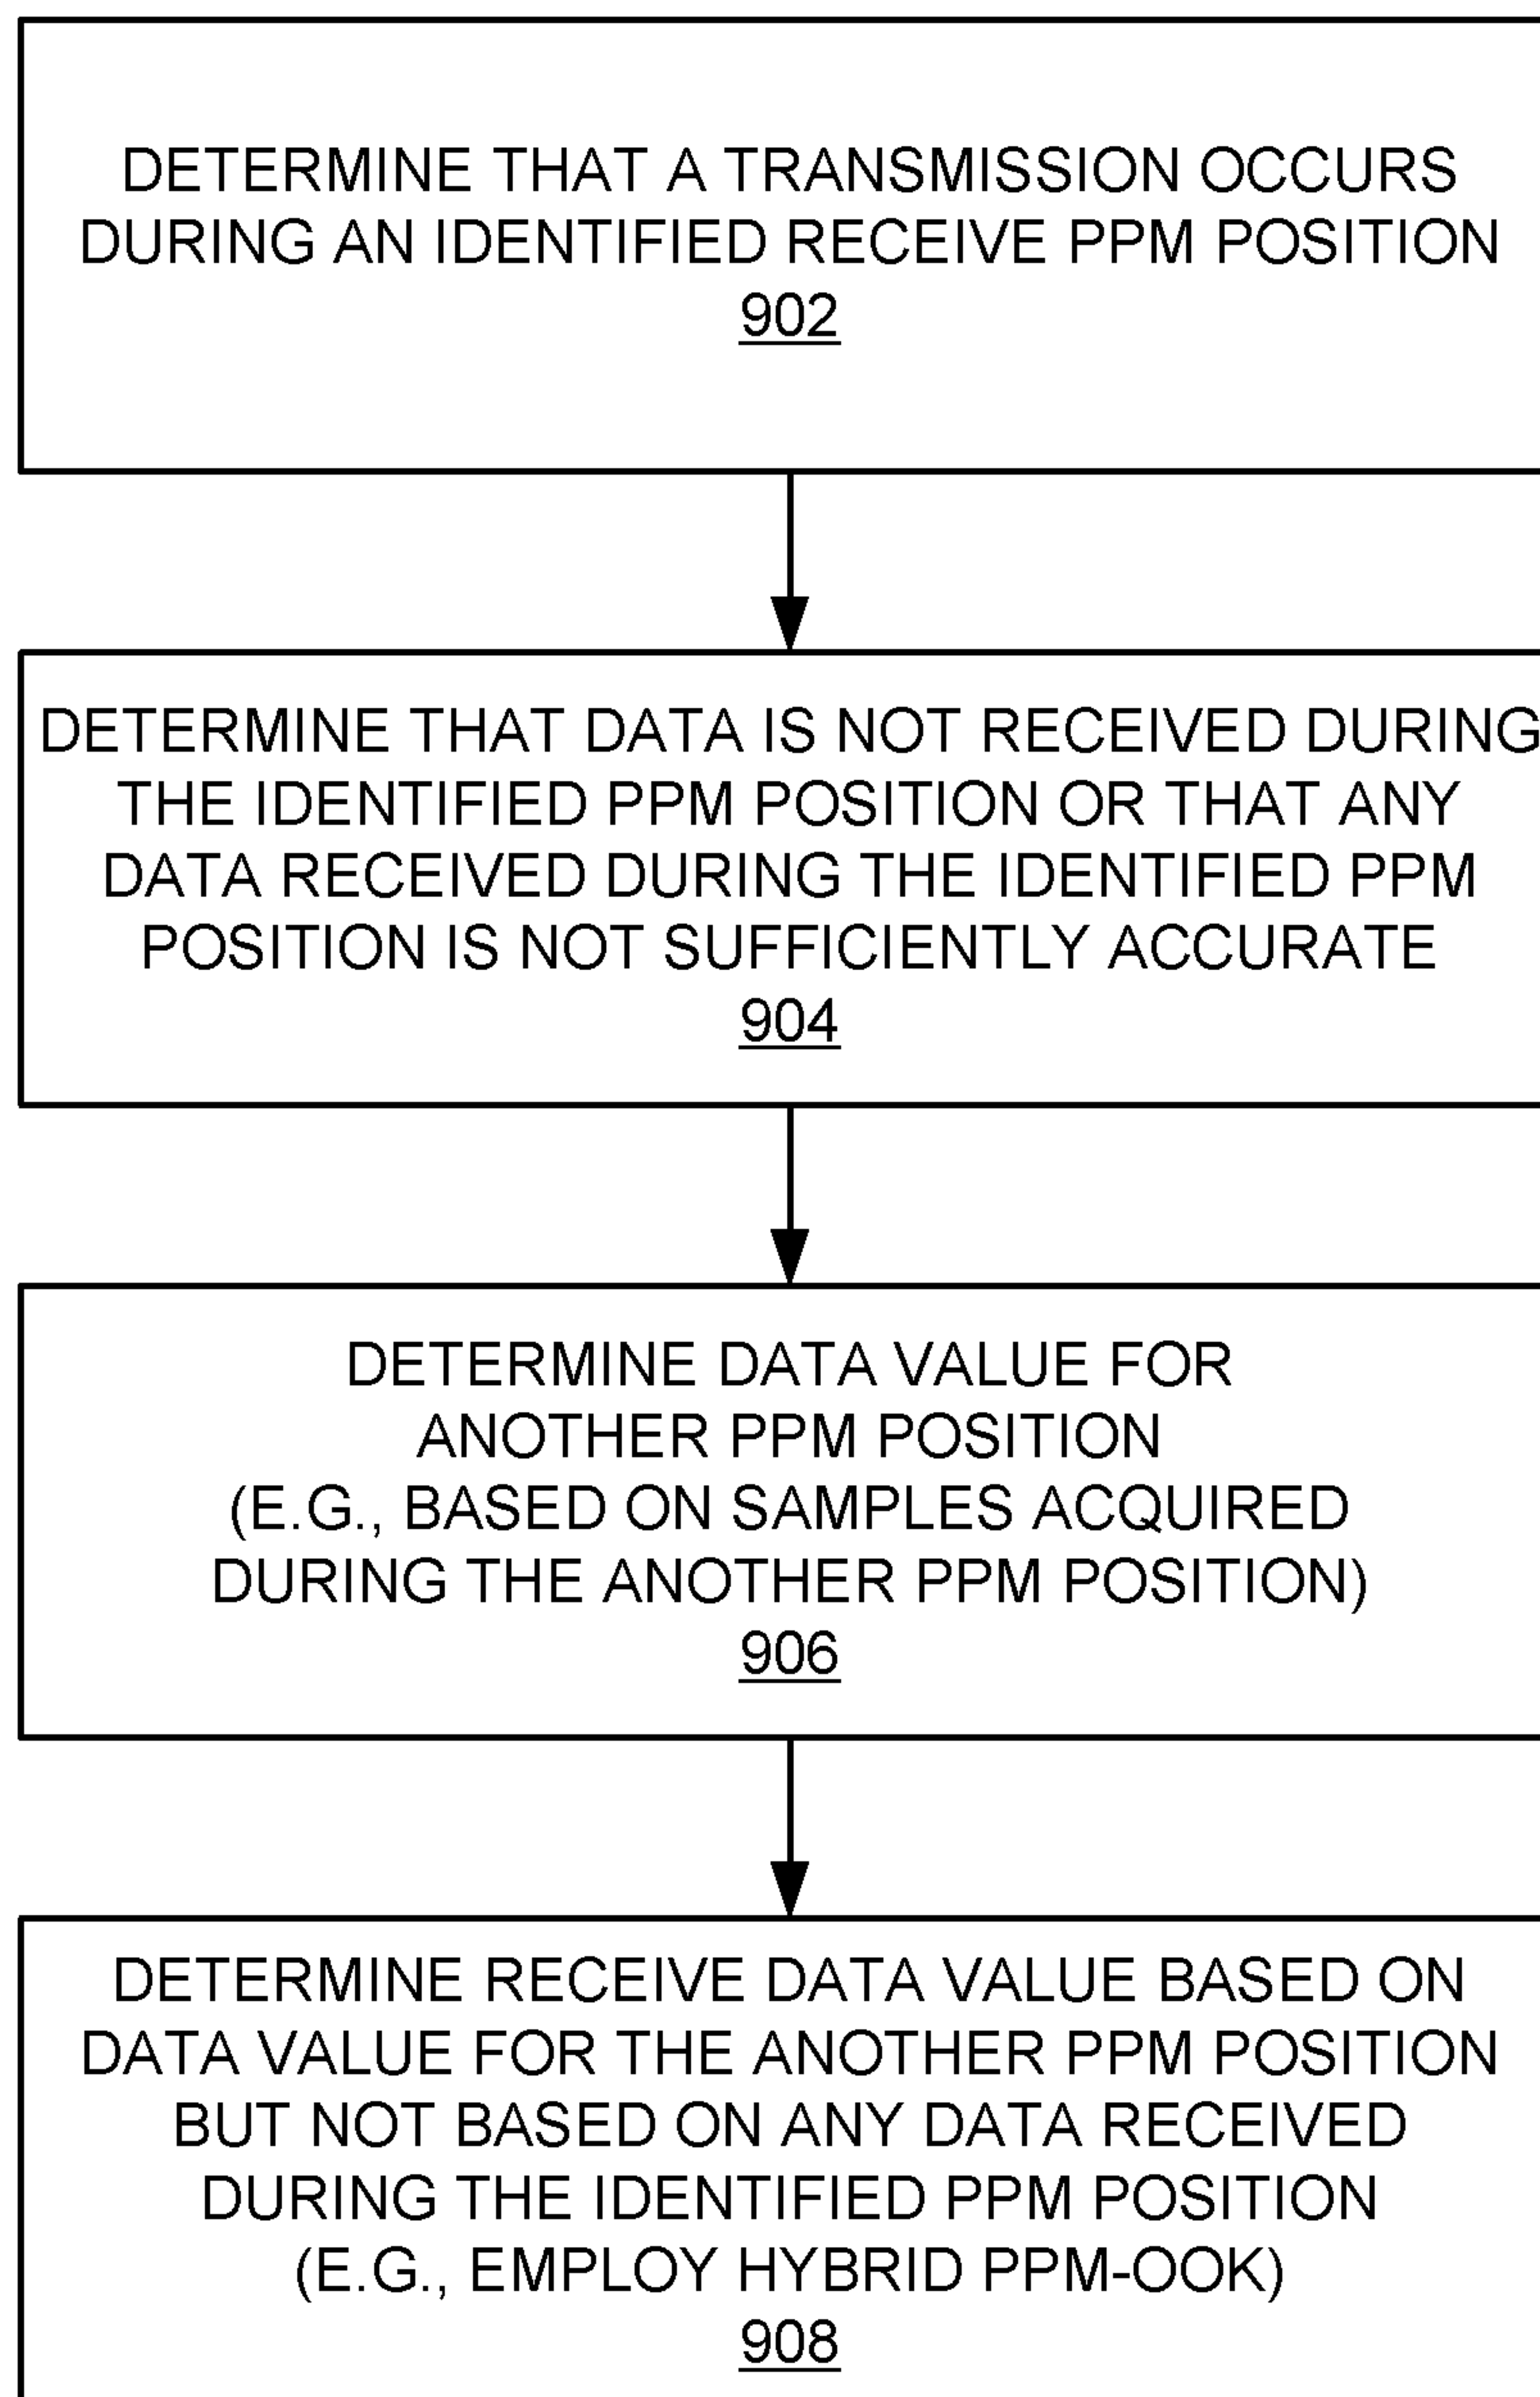 DETERMINE THAT A TRANSMISSION OCCURS
DURING AN IDENTIFIED RECEIVE PPM POSITION
902
DETERMINE THAT DATA IS NOT RECEIVED DURING
THE IDENTIFIED PPM POSITION OR THAT ANY
DATA RECEIVED DURING THE IDENTIFIED PPM
POSITION IS NOT SUFFICIENTLY ACCURATE
904
DETERMINE DATA VALUE FOR
ANOTHER PPM POSITION
(E.G., BASED ON SAMPLES ACQUIRED
DURING THE ANOTHER PPM POSITION)
906
DETERMINE RECEIVE DATA VALUE BASED ON
DATA VALUE FOR THE ANOTHER PPM POSITION
BUT NOT BASED ON ANY DATA RECEIVED
DURING THE IDENTIFIED PPM POSITION
(E.G., EMPLOY HYBRID PPM-OOK)
908